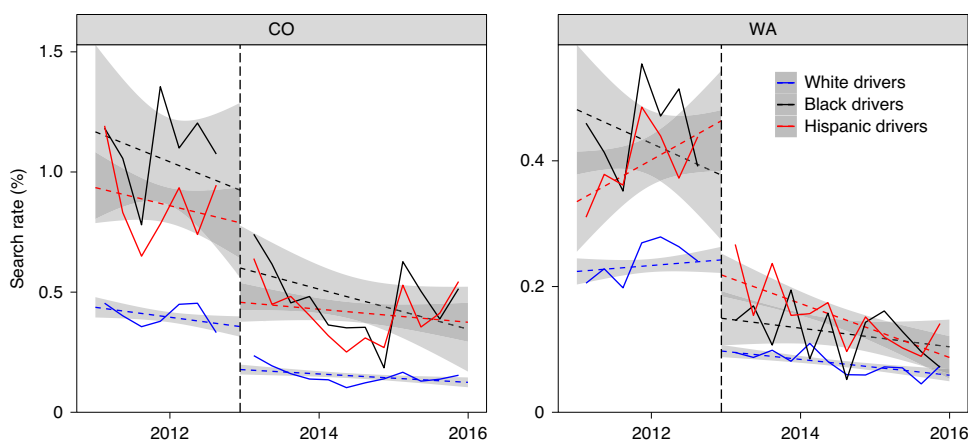 CO
WA
Search rate (%)
1.5
1.0
0.5
0
0.4
0.2
0
White drivers
Black drivers
Hispanic drivers
2012
2014
2016
2012
2014
2016